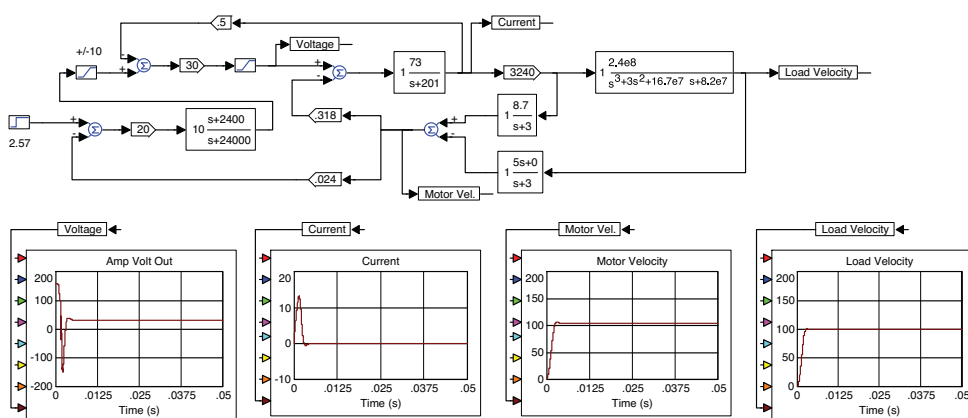 .5
Current
+/-10
Voltage
-
+
Σ
30
+
-
Σ
1 73
s+201
3240
1 2,4e8
s³+3s²+16.7e7 s+8.2e7
Load Velocity
2.57
+
-
Σ
20
10 s+2400
s+24000
.318
+
-
Σ
1 8.7
s+3
1 5s+0
s+3
.024
Motor Vel.
Voltage
Current
Motor Vel.
Load Velocity
Amp Volt Out
200
100
0
-100
-200
0 .0125 .025 .0375 .05
Time (s)
Current
20
10
0
-10
0 .0125 .025 .0375 .05
Time (s)
Motor Velocity
200
150
100
50
0
0 .0125 .025 .0375 .05
Time (s)
Load Velocity
200
150
100
50
0
0 .0125 .025 .0375 .05
Time (s)